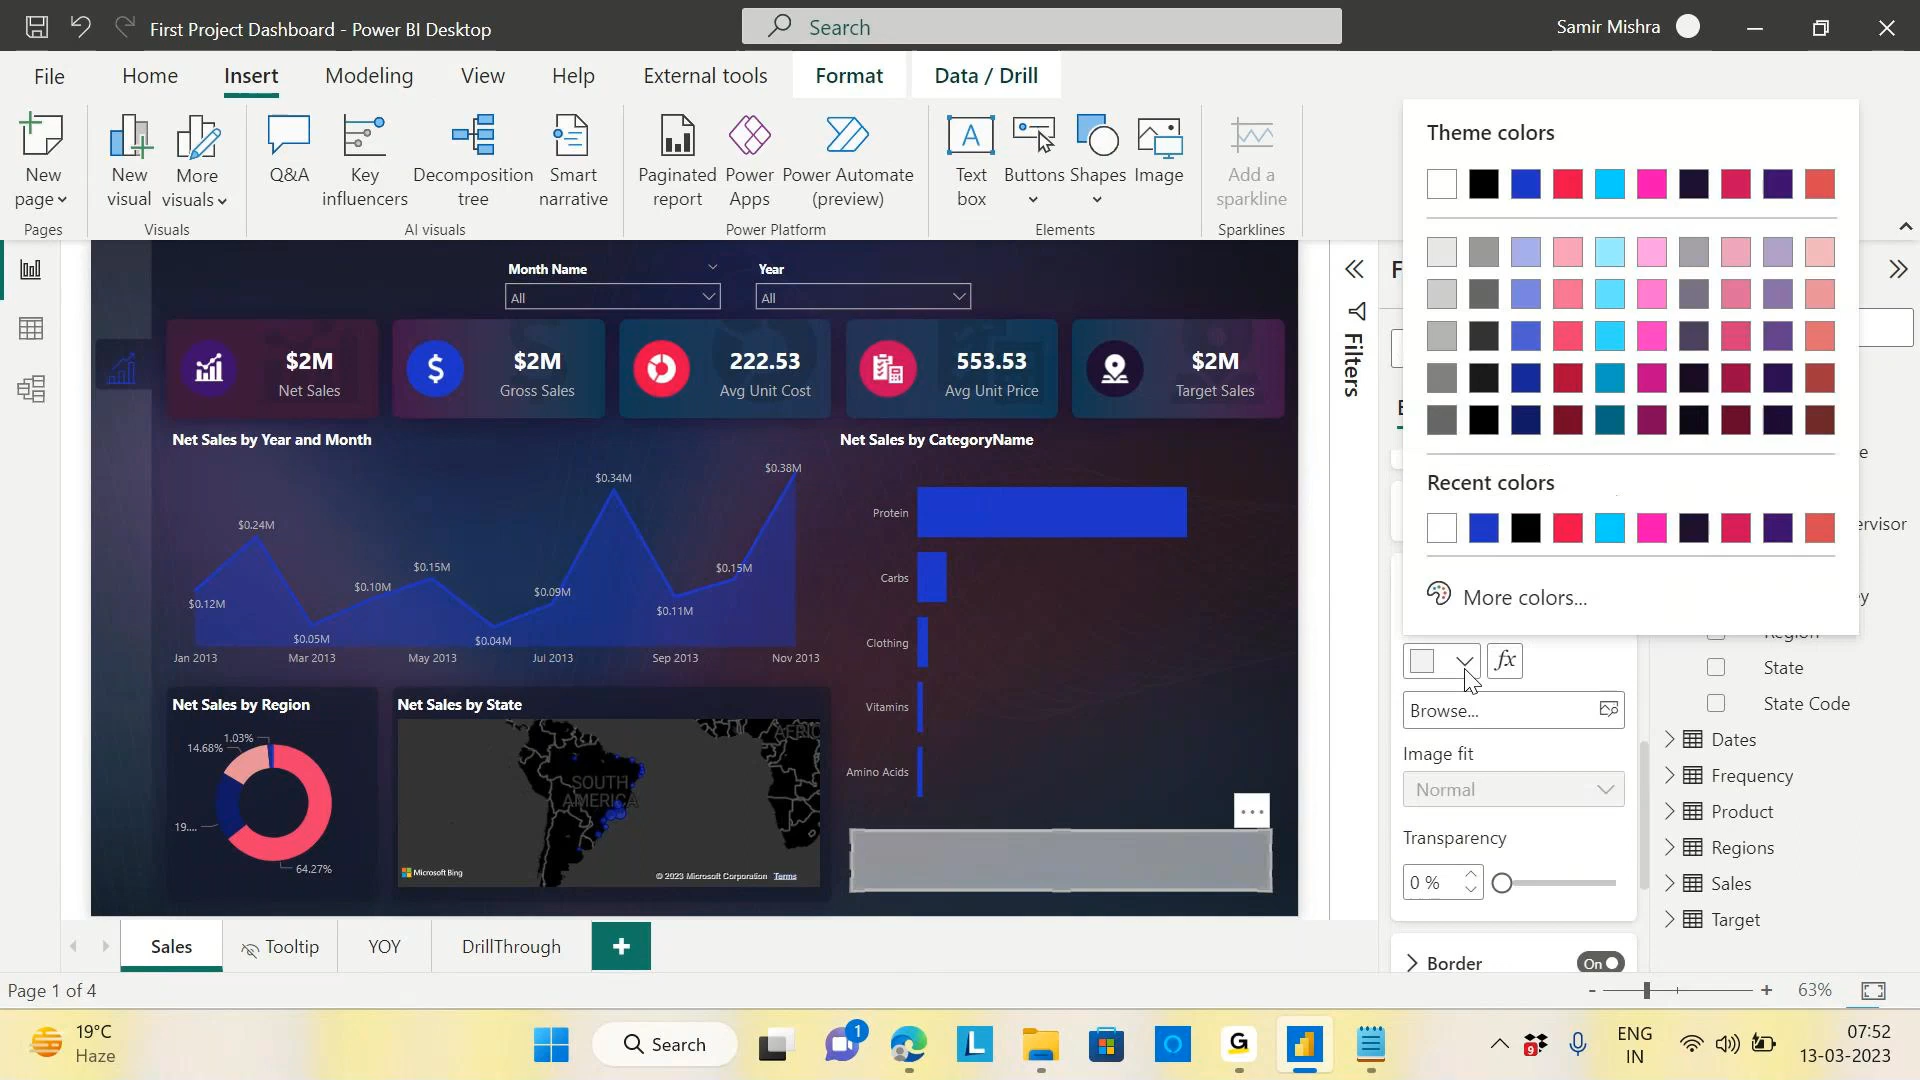 First Project Dashboard - Power BI Desktop
Search
Samir Mishra
File
Home
Insert
Modeling
View
Help
External tools
Format
Data / Drill
New page
New visual
More visuals
Q&A
Key influencers
Decomposition tree
Smart narrative
Paginated report
Power Apps
Power Automate (preview)
Text box
Buttons
Shapes
Image
Add a sparkline
Pages
Visuals
AI visuals
Power Platform
Elements
Sparklines
Theme colors
Recent colors
More colors...
Month Name
All
Year
All
$2M
Net Sales
$2M
Gross Sales
222.53
Avg Unit Cost
553.53
Avg Unit Price
$2M
Target Sales
Net Sales by Year and Month
$0.12M
$0.24M
$0.05M
$0.10M
$0.15M
$0.04M
$0.09M
$0.34M
$0.11M
$0.15M
$0.38M
Jan 2013
Mar 2013
May 2013
Jul 2013
Sep 2013
Nov 2013
Net Sales by CategoryName
Protein
Carbs
Clothing
Vitamins
Amino Acids
Net Sales by Region
1.03%
14.68%
19....
64.27%
Net Sales by State
SOUTH
AMERICA
AFRIC
Microsoft Bing
© 2023 Microsoft Corporation Terms
Filters
fx
Browse...
Image fit
Normal
Transparency
0 %
Border
On
ervisor
Region
State
State Code
Dates
Frequency
Product
Regions
Sales
Target
Sales
Tooltip
YOY
DrillThrough
Page 1 of 4
63%
19°C
Haze
Search
1
9
ENG
IN
07:52
13-03-2023